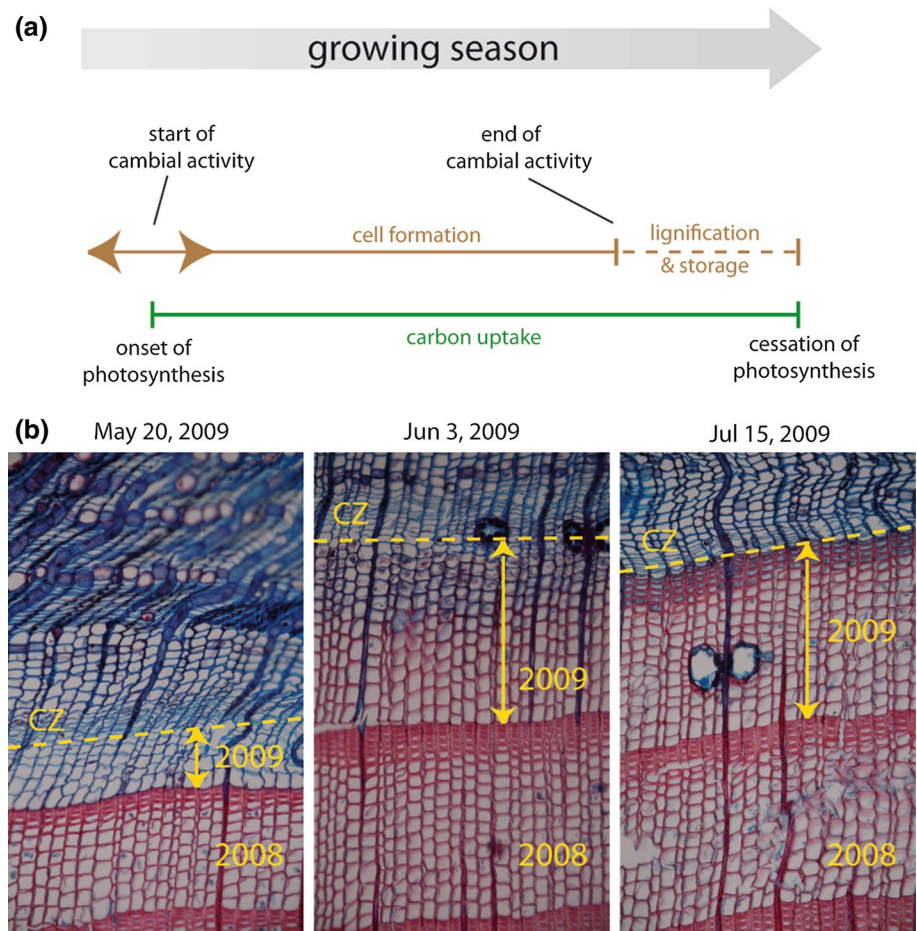 (a)
growing season
start of
cambial activity
end of
cambial activity
cell formation
lignification
& storage
carbon uptake
onset of
photosynthesis
cessation of
photosynthesis
(b)
May 20, 2009
Jun 3, 2009
Jul 15, 2009
CZ
2009
2008
CZ
2009
2008
CZ
2009
2008